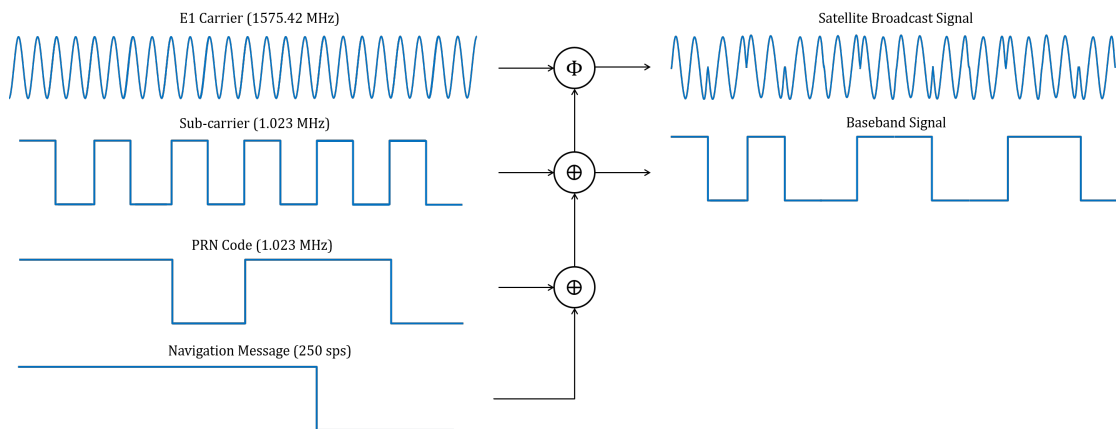 E1 Carrier (1575.42 MHz)
Satellite Broadcast Signal
Φ
Sub-carrier (1.023 MHz)
Baseband Signal
⊕
PRN Code (1.023 MHz)
⊕
Navigation Message (250 sps)